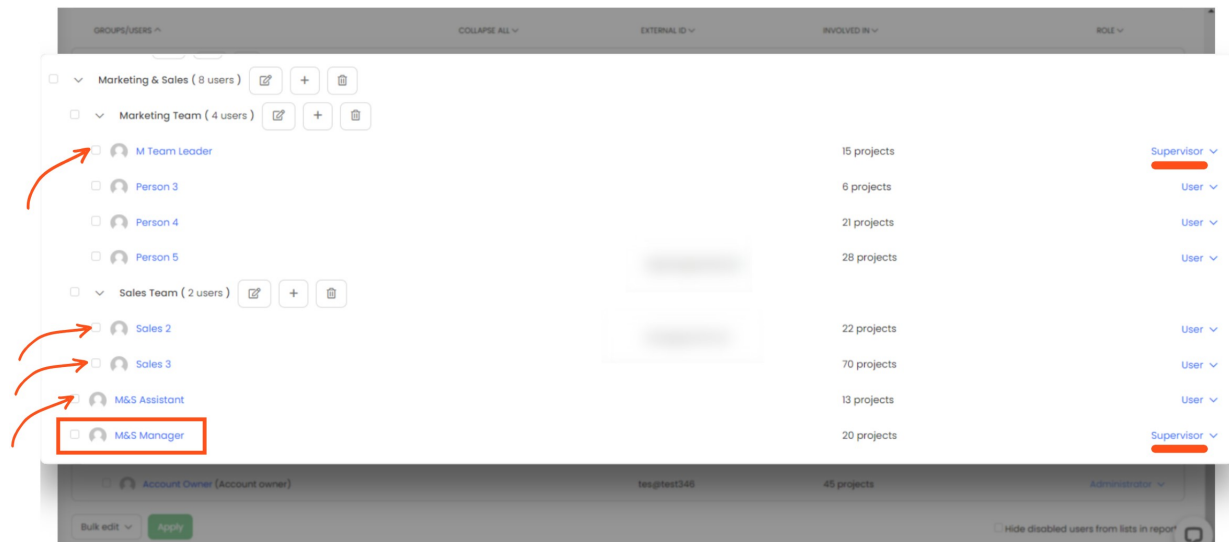 GROUPS/USERS COLLAPSE ALL EXTERNAL ID INVOLVED IN ROLE
Marketing & Sales ( 8 users )
Marketing Team ( 4 users )
M Team Leader 15 projects Supervisor
Person 3 6 projects User
Person 4 21 projects User
Person 5 28 projects User
Sales Team ( 2 users )
Sales 2 22 projects User
Sales 3 70 projects User
M&S Assistant 13 projects User
M&S Manager 20 projects Supervisor
Account Owner (Account owner) tes@test346 45 projects Administrator
Bulk edit Apply Hide disabled users from lists in report